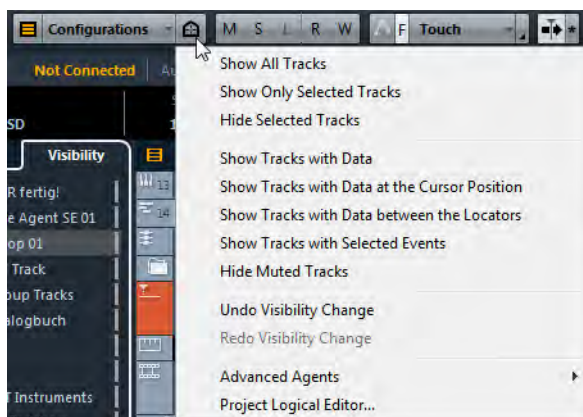 Configurations M S L R W A F Touch *
Not Connected Au
SD 1
Visibility
R fertig! 13
e Agent SE 01 14
op 01
Track
oup Tracks
alogbuch
T Instruments
Show All Tracks
Show Only Selected Tracks
Hide Selected Tracks
Show Tracks with Data
Show Tracks with Data at the Cursor Position
Show Tracks with Data between the Locators
Show Tracks with Selected Events
Hide Muted Tracks
Undo Visibility Change
Redo Visibility Change
Advanced Agents
Project Logical Editor...